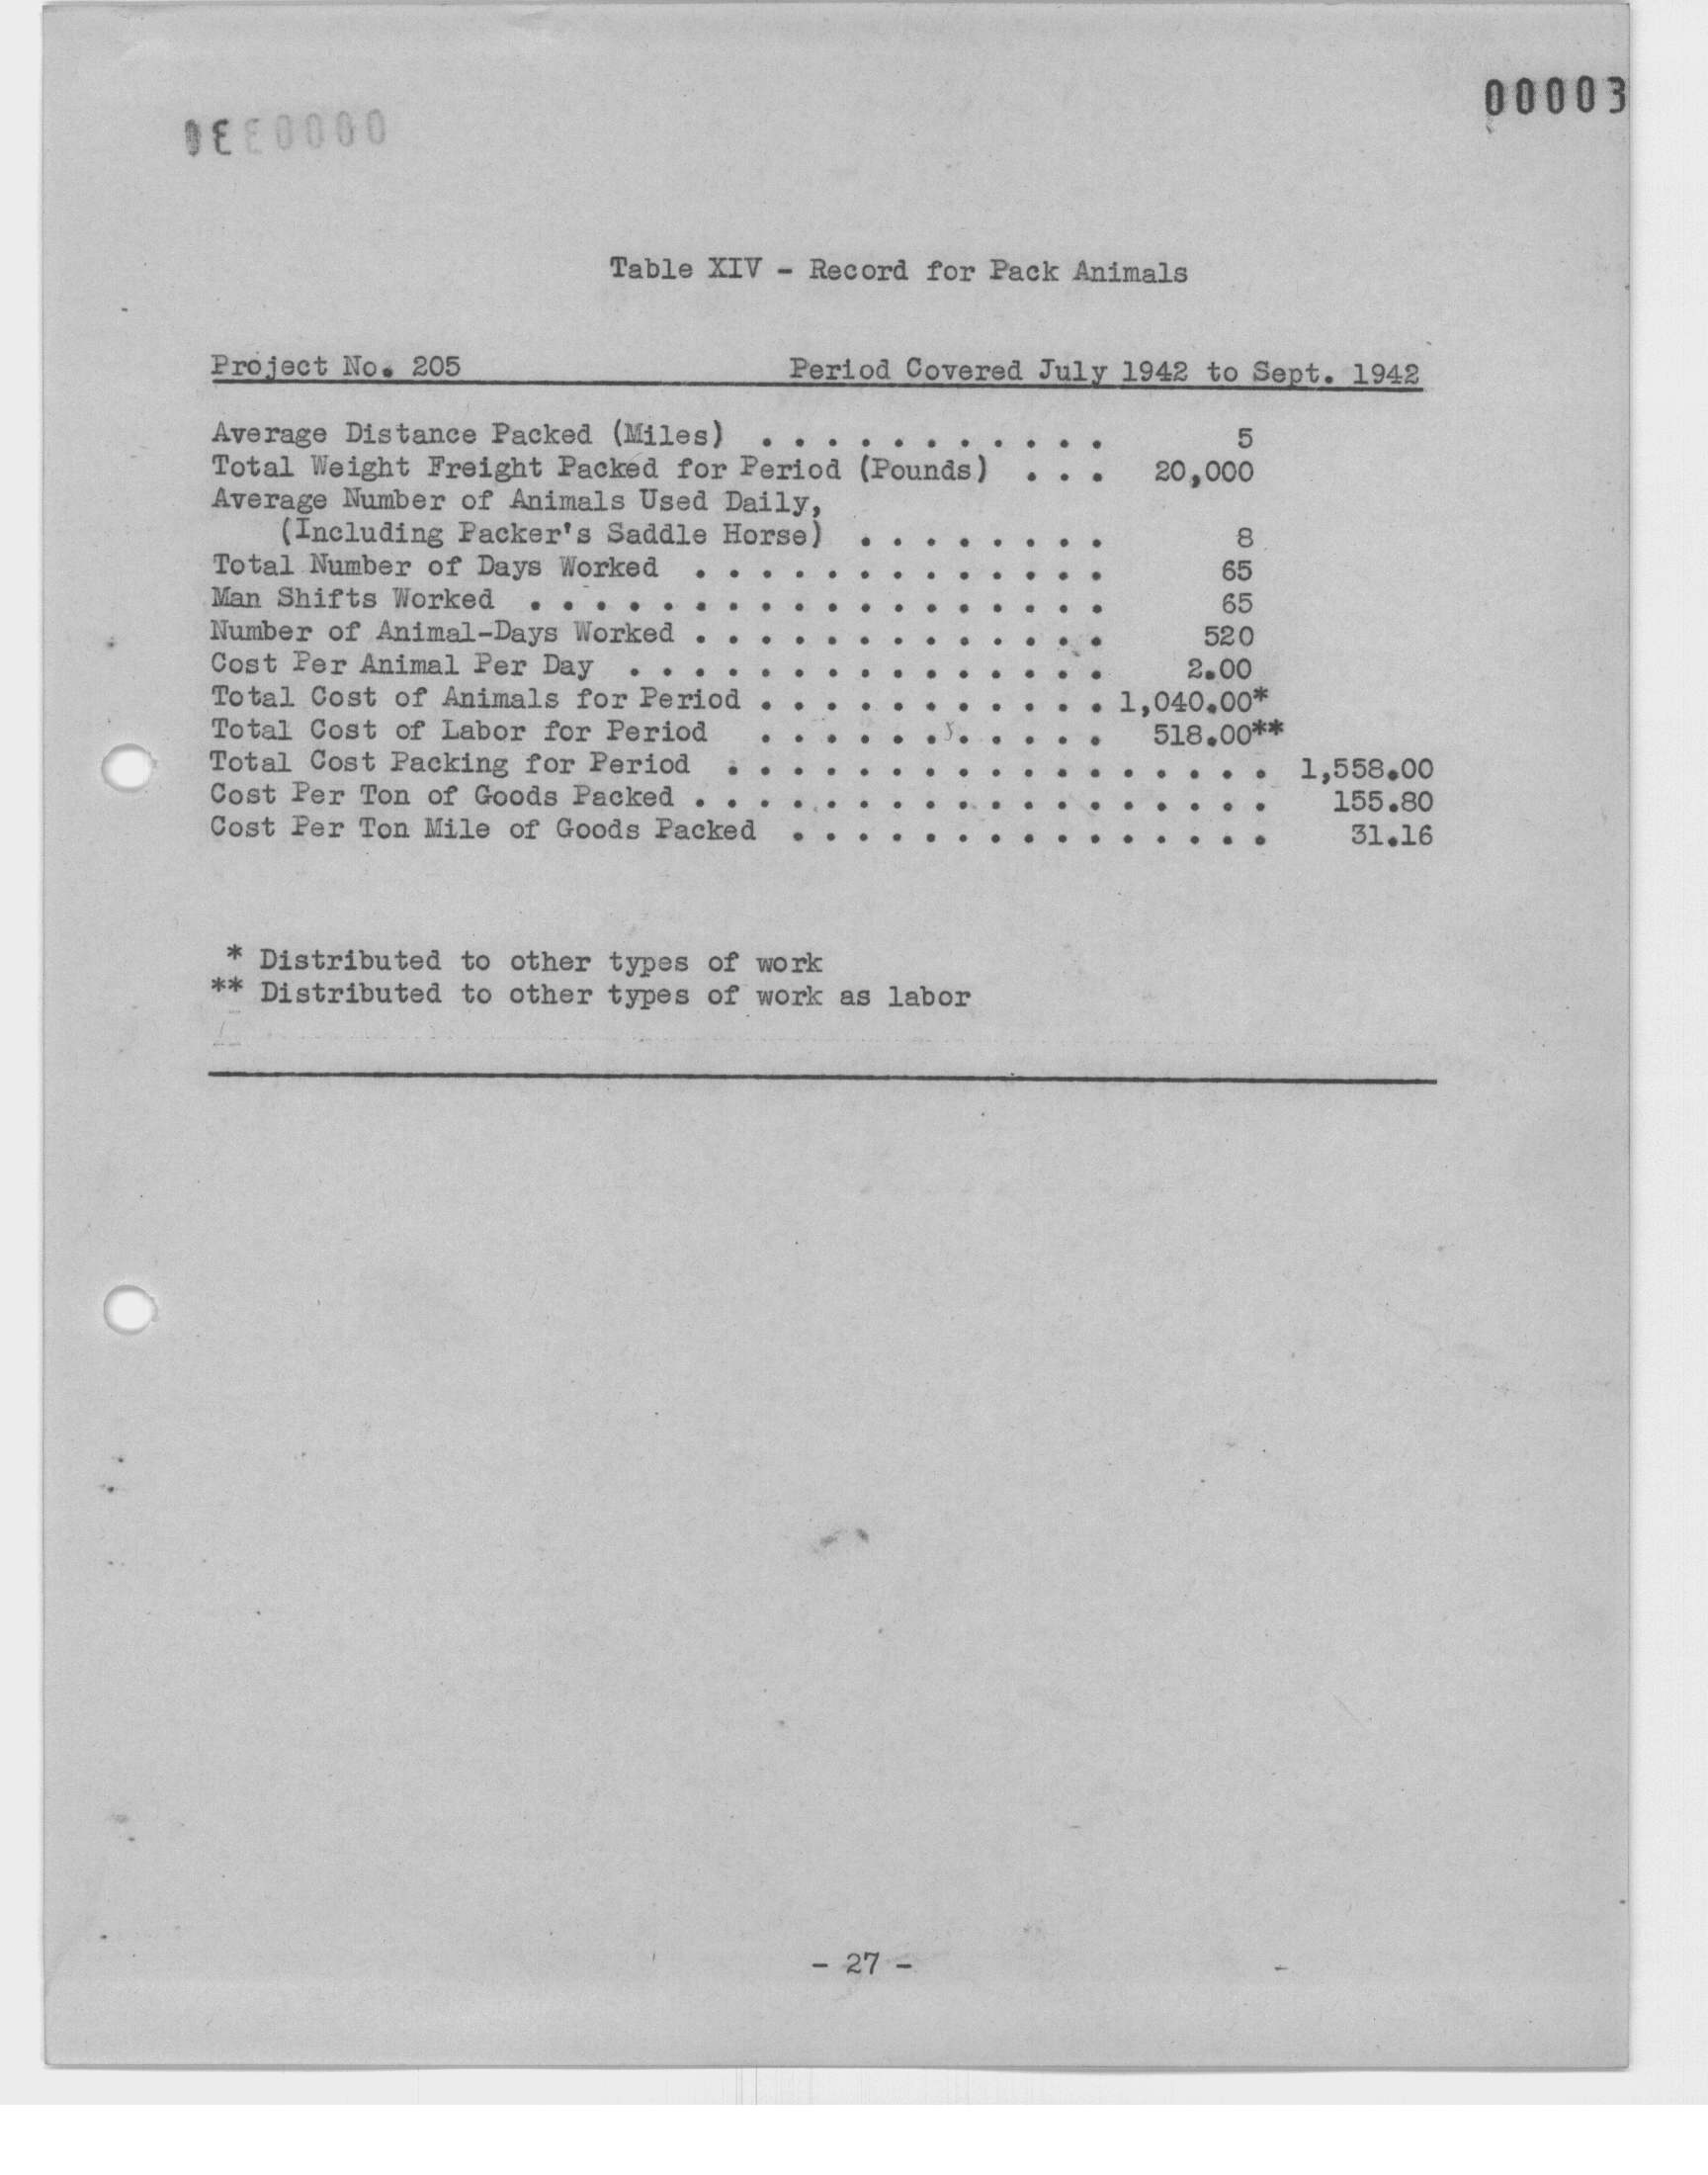 00003
Table XIV - Record for Pack Animals
Project No. 205 Period Covered July 1942 to Sept. 1942
Average Distance Packed (Miles) . . . . . . . . . . . 5
Total Weight Freight Packed for Period (Pounds) . . . 20,000
Average Number of Animals Used Daily,
(Including Packer's Saddle Horse) . . . . . . . . 8
Total Number of Days Worked . . . . . . . . . . . . . 65
Man Shifts Worked . . . . . . . . . . . . . . . . . . 65
Number of Animal-Days Worked . . . . . . . . . . . . . 520
Cost Per Animal Per Day . . . . . . . . . . . . . . . 2.00
Total Cost of Animals for Period . . . . . . . . . . . 1,040.00*
Total Cost of Labor for Period . . . . . . . . . . . 518.00**
Total Cost Packing for Period . . . . . . . . . . . . . . . . . 1,558.00
Cost Per Ton of Goods Packed . . . . . . . . . . . . . . . . . . 155.80
Cost Per Ton Mile of Goods Packed . . . . . . . . . . . . . . . 31.16
* Distributed to other types of work
** Distributed to other types of work as labor
- 27 -